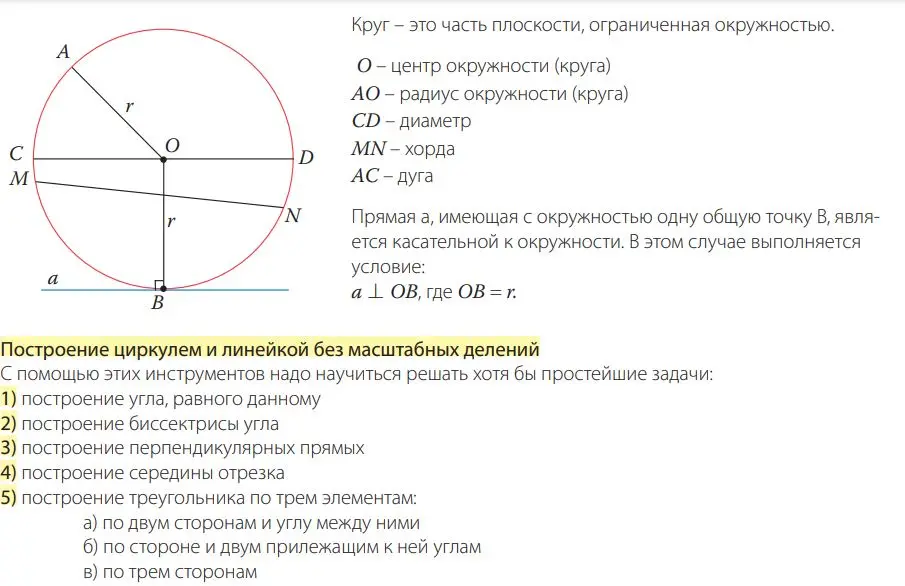 A
r
O
C
D
M
N
r
a
B
Круг – это часть плоскости, ограниченная окружностью.
O – центр окружности (круга)
AO – радиус окружности (круга)
CD – диаметр
MN – хорда
AC – дуга
Прямая a, имеющая с окружностью одну общую точку B, явля-
ется касательной к окружности. В этом случае выполняется
условие:
a ⊥ OB, где OB = r.
Построение циркулем и линейкой без масштабных делений
С помощью этих инструментов надо научиться решать хотя бы простейшие задачи:
1) построение угла, равного данному
2) построение биссектрисы угла
3) построение перпендикулярных прямых
4) построение середины отрезка
5) построение треугольника по трем элементам:
а) по двум сторонам и углу между ними
б) по стороне и двум прилежащим к ней углам
в) по трем сторонам